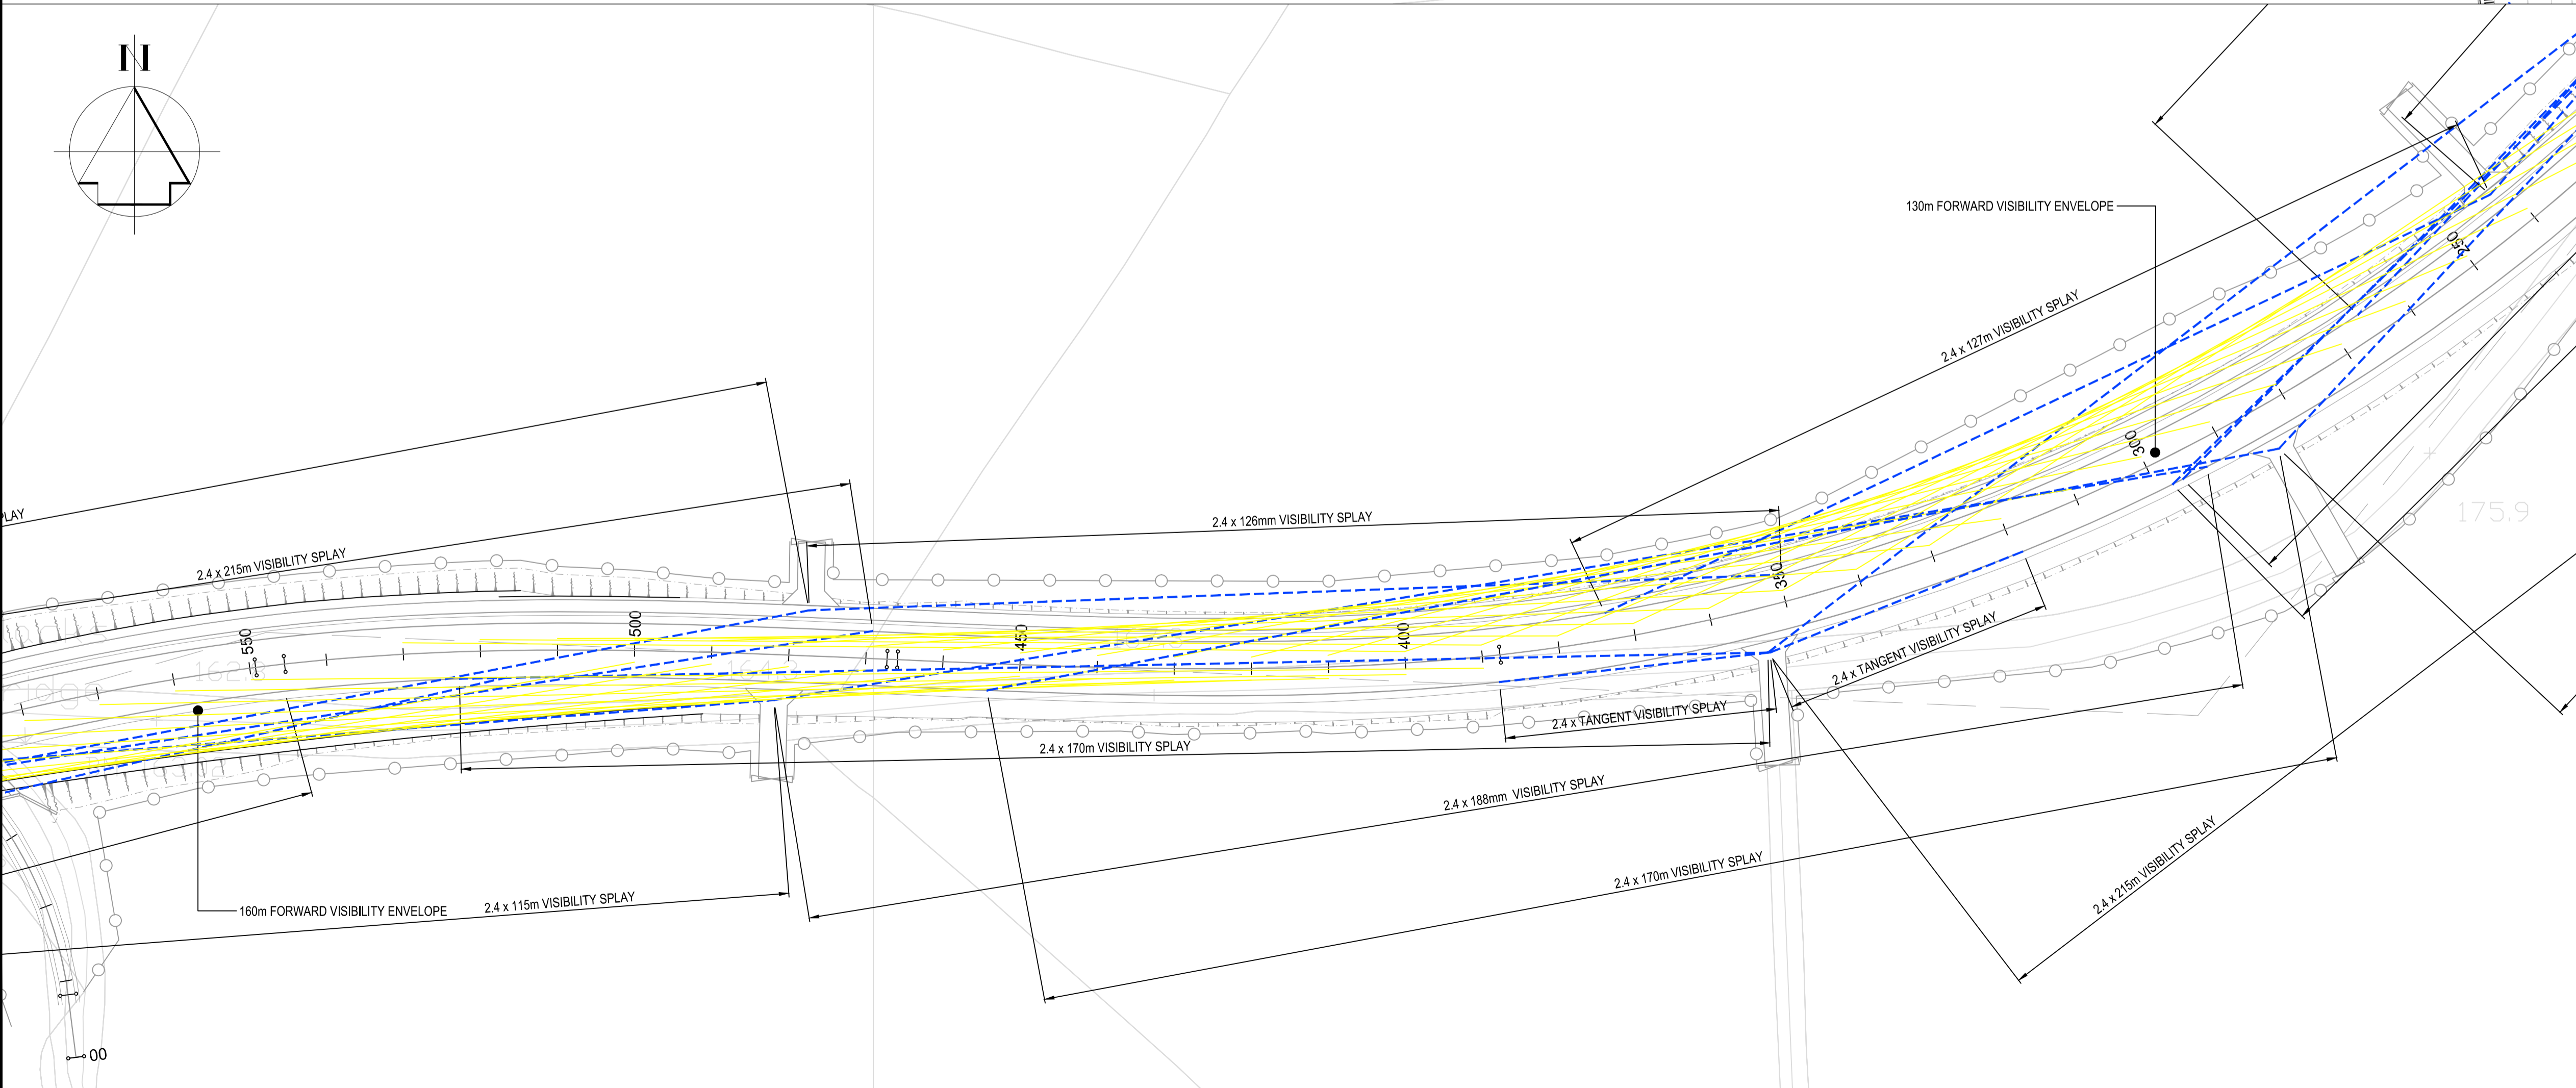 N
130m FORWARD VISIBILITY ENVELOPE
250
2.4 x 127m VISIBILITY SPLAY
300
175.9
2.4 x 126mm VISIBILITY SPLAY
2.4 x 215m VISIBILITY SPLAY
350
550
500
450
400
2.4 x TANGENT VISIBILITY SPLAY
2.4 x TANGENT VISIBILITY SPLAY
2.4 x 170m VISIBILITY SPLAY
2.4 x 188mm VISIBILITY SPLAY
2.4 x 170m VISIBILITY SPLAY
2.4 x 215m VISIBILITY SPLAY
160m FORWARD VISIBILITY ENVELOPE
2.4 x 115m VISIBILITY SPLAY
00